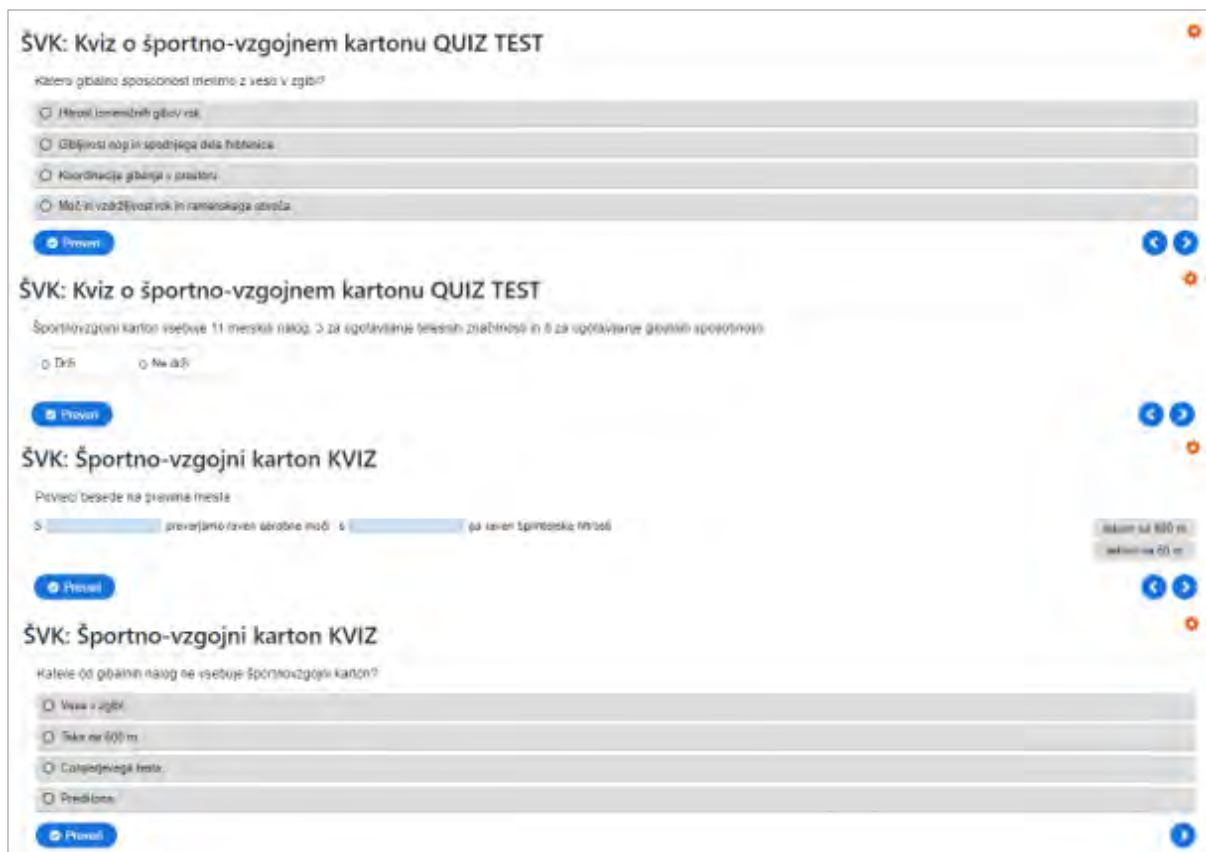 ŠVK: Kviz o športno-vzgojnem kartonu QUIZ TEST
Katero gibalno sposobnost merimo z veso v zgibi?
Hitrost izmeničnih gibov rok
Gibljivost nog in spodnjega dela hrbtenice
Koordinacija gibanja v prostoru
Moč in vzdržljivost rok in ramenskega obroča
Preveri
ŠVK: Kviz o športno-vzgojnem kartonu QUIZ TEST
Športnovzgojni karton vsebuje 11 merskih nalog, 3 za ugotavljanje telesnih značilnosti in 8 za ugotavljanje gibalnih sposobnosti.
Drži Ne drži
Preveri
ŠVK: Športno-vzgojni karton KVIZ
Povleci besede na pravilna mesta
S preverjamo raven aerobne moči, s pa raven šprinterske hitrosti
tekom na 600 m
tekom na 60 m
Preveri
ŠVK: Športno-vzgojni karton KVIZ
Katere od gibalnih nalog ne vsebuje športnovzgojni karton?
Vese v zgibi
Teka na 600 m
Cooperjevega testa
Predklona
Preveri